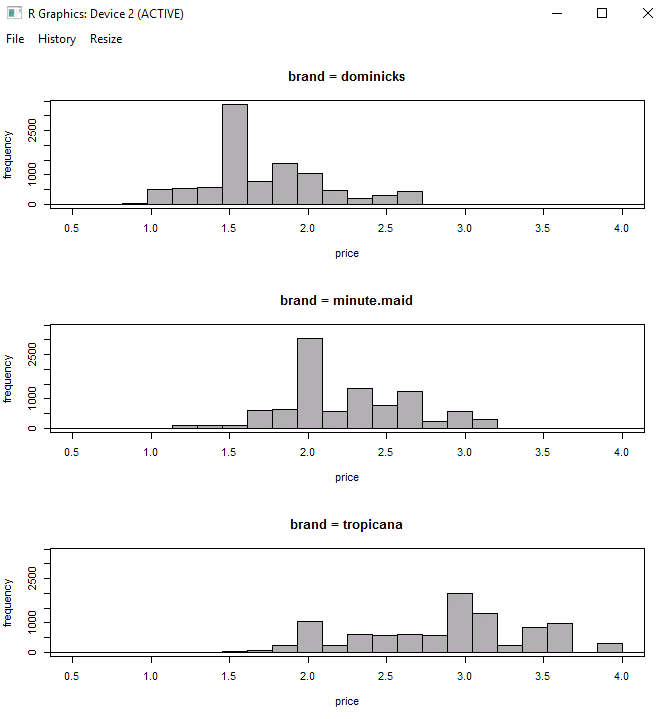 R Graphics: Device 2 (ACTIVE)
File History Resize
brand = dominicks
frequency
0 1000 2500
0.5 1.0 1.5 2.0 2.5 3.0 3.5 4.0
price
brand = minute.maid
frequency
0 1000 2500
0.5 1.0 1.5 2.0 2.5 3.0 3.5 4.0
price
brand = tropicana
frequency
0 1000 2500
0.5 1.0 1.5 2.0 2.5 3.0 3.5 4.0
price